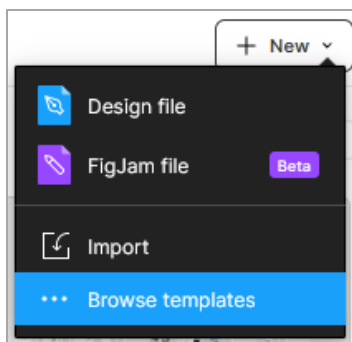 + New
Design file
FigJam file Beta
Import
Browse templates